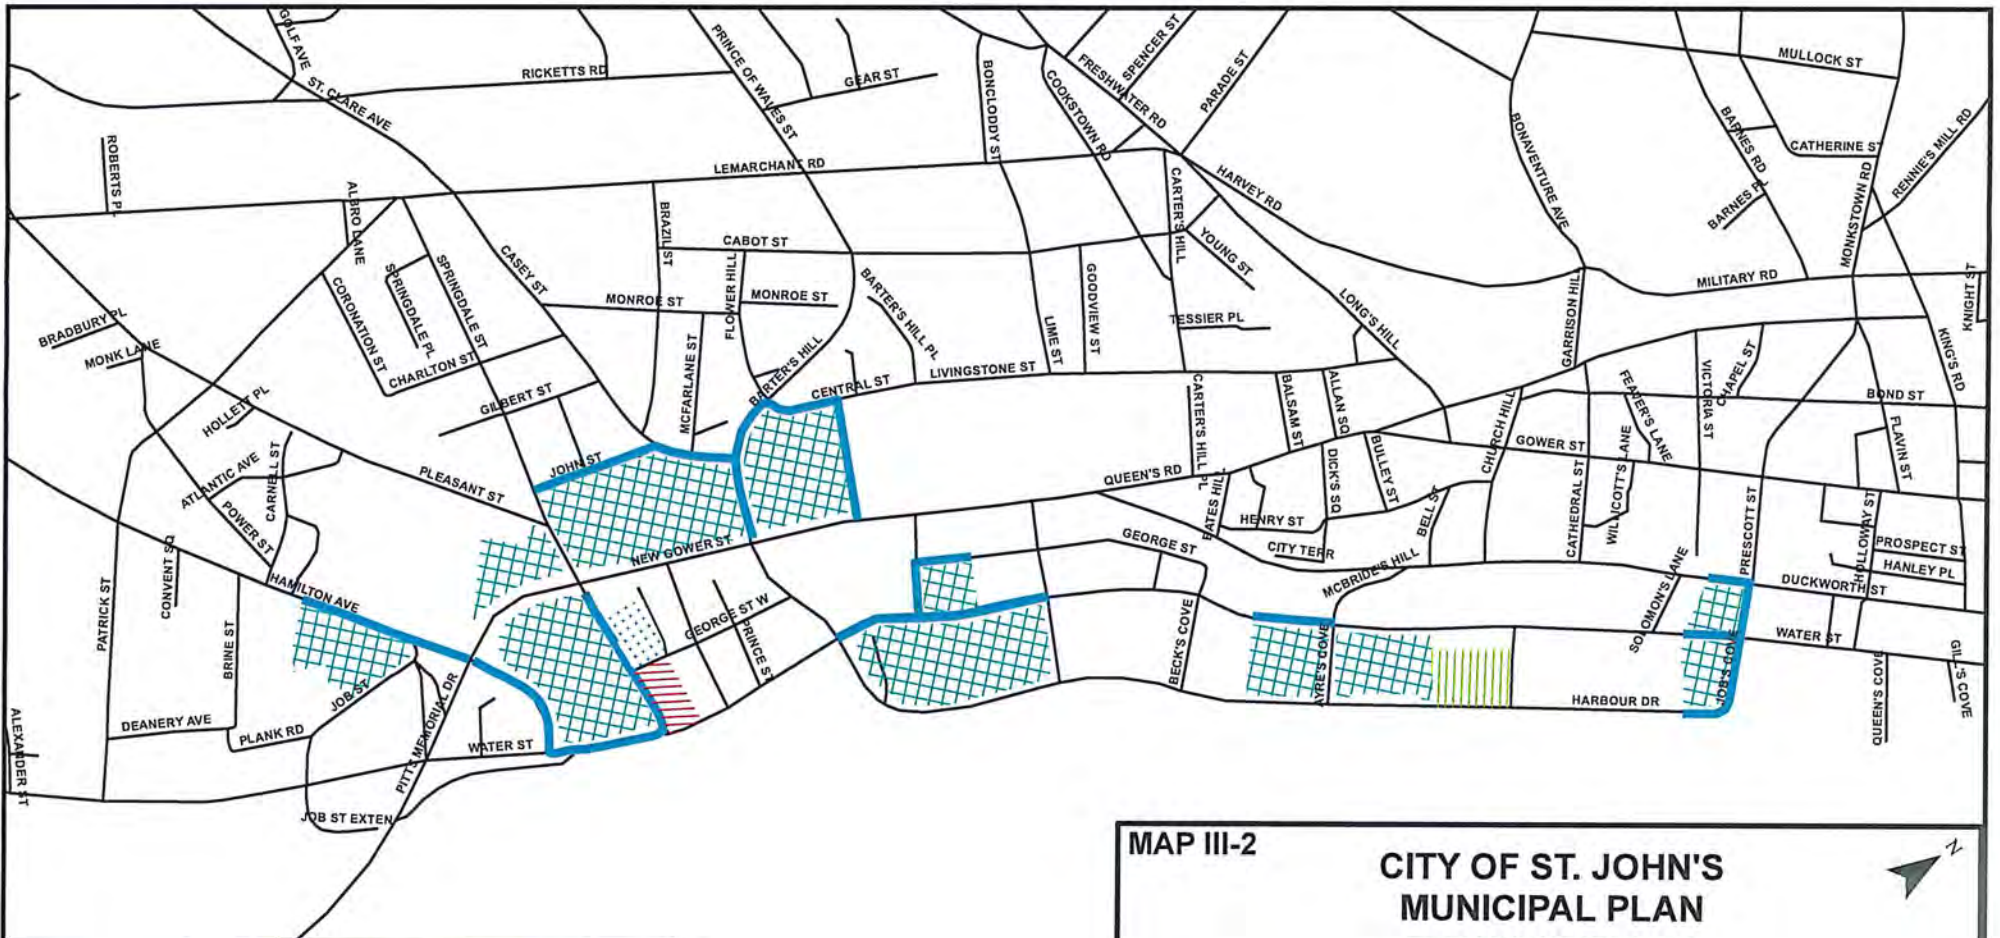 GOLF AVE
ST. CLARE AVE
RICKETTS RD
PRINCE OF WALES ST
GEAR ST
BONCLODDY ST
COOKSTOWN RD
FRESHWATER RD
SPENCER ST
PARADE ST
MULLOCK ST
BARNES RD
CATHERINE ST
RENNIE'S MILL RD
BONAVENTURE AVE
BARNES PL
MONKSTOWN RD
ROBERTS PL
LEMARCHANT RD
ALBRO LANE
HARVEY RD
CARTER'S HILL
BRAZIL ST
CABOT ST
YOUNG ST
CASEY ST
SPRINGDALE ST
SPRINGDALE PL
CORONATION ST
MILITARY RD
KNIGHT ST
FLOWER HILL
MONROE ST
MONROE ST
BARTER'S HILL PL
GOODVIEW ST
LIME ST
TESSIER PL
LONG'S HILL
GARRISON HILL
BRADBURY PL
MONK LANE
CHARLTON ST
MCFARLANE ST
BARTER'S HILL
CENTRAL ST
LIVINGSTONE ST
KING'S RD
CHAPEL ST
VICTORIA ST
FEAVER'S LANE
BOND ST
GILBERT ST
HOLLETT PL
CARTER'S HILL PL
BALSAM ST
ALLAN SQ
CHURCH HILL
GOWER ST
FLAVIN ST
ATLANTIC AVE
CARNELL ST
JOHN ST
PLEASANT ST
QUEEN'S RD
DICK'S SQ
BULLEY ST
WILLICOTT'S LANE
CATHEDRAL ST
POWER ST
BATES HILL
HENRY ST
BELL ST
PRESCOTT ST
HOLLOWAY ST
NEW GOWER ST
GEORGE ST
CITY TERR
PROSPECT ST
CONVENT SQ
PATRICK ST
HAMILTON AVE
MCBRIDE'S HILL
SOLOMON'S LANE
HANLEY PL
DUCKWORTH ST
GEORGE ST W
PRINCE ST
BECK'S COVE
WATER ST
BRINE ST
JOB ST
AYRE'S COVE
JOB'S COVE
QUEEN'S COVE
GILL'S COVE
HARBOUR DR
DEANERY AVE
PLANK RD
PITTS MEMORIAL DR
WATER ST
ALEXANDER ST
JOB ST EXTEN
MAP III-2
CITY OF ST. JOHN'S
MUNICIPAL PLAN
N